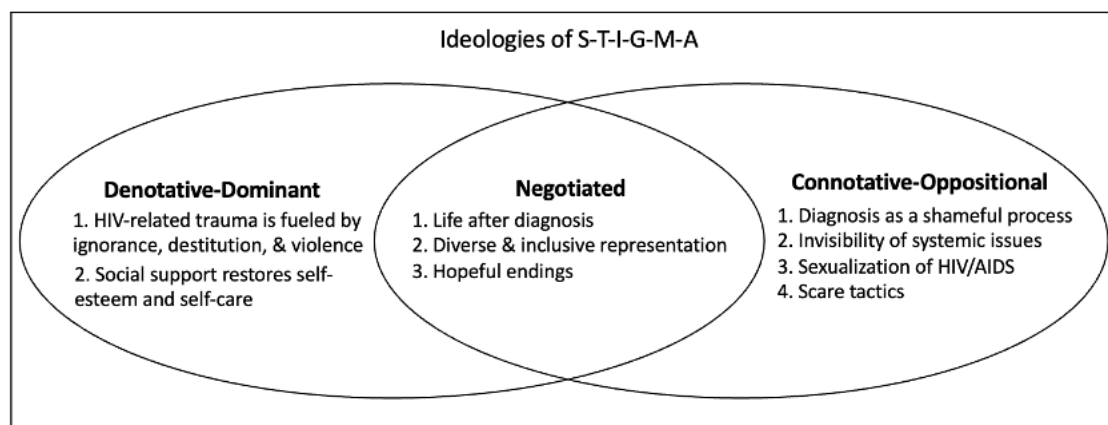 Ideologies of S-T-I-G-M-A
Denotative-Dominant
1. HIV-related trauma is fueled by
ignorance, destitution, & violence
2. Social support restores self-
esteem and self-care
Negotiated
1. Life after diagnosis
2. Diverse & inclusive representation
3. Hopeful endings
Connotative-Oppositional
1. Diagnosis as a shameful process
2. Invisibility of systemic issues
3. Sexualization of HIV/AIDS
4. Scare tactics